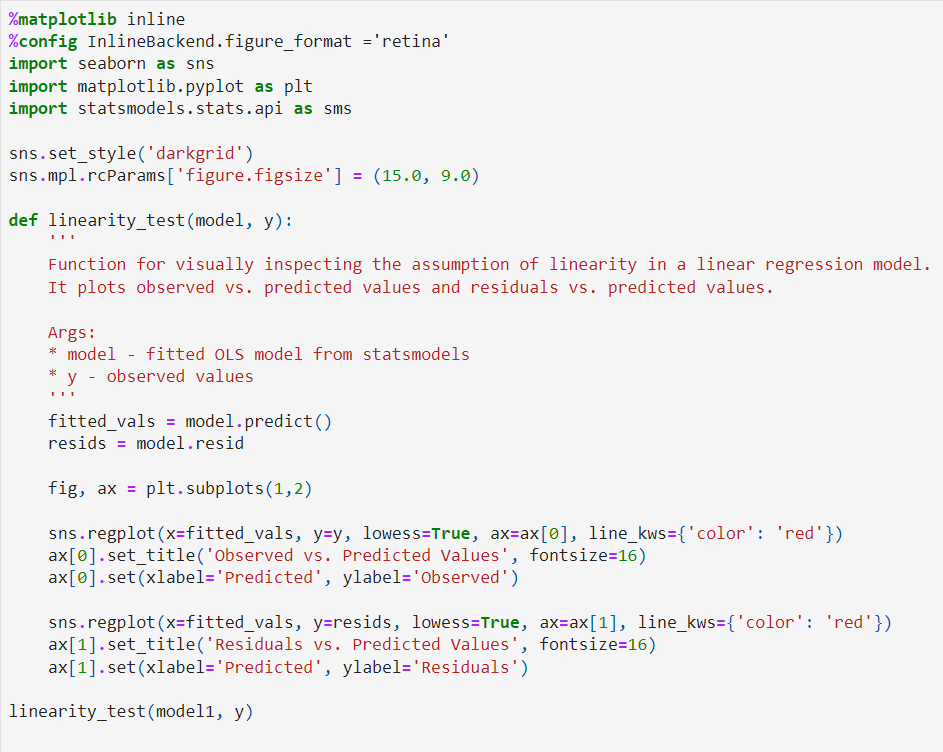 %matplotlib inline
%config InlineBackend.figure_format ='retina'
import seaborn as sns
import matplotlib.pyplot as plt
import statsmodels.stats.api as sms

sns.set_style('darkgrid')
sns.mpl.rcParams['figure.figsize'] = (15.0, 9.0)

def linearity_test(model, y):
    '''
    Function for visually inspecting the assumption of linearity in a linear regression model.
    It plots observed vs. predicted values and residuals vs. predicted values.

    Args:
    * model - fitted OLS model from statsmodels
    * y - observed values
    '''
    fitted_vals = model.predict()
    resids = model.resid

    fig, ax = plt.subplots(1,2)

    sns.regplot(x=fitted_vals, y=y, lowess=True, ax=ax[0], line_kws={'color': 'red'})
    ax[0].set_title('Observed vs. Predicted Values', fontsize=16)
    ax[0].set(xlabel='Predicted', ylabel='Observed')

    sns.regplot(x=fitted_vals, y=resids, lowess=True, ax=ax[1], line_kws={'color': 'red'})
    ax[1].set_title('Residuals vs. Predicted Values', fontsize=16)
    ax[1].set(xlabel='Predicted', ylabel='Residuals')

linearity_test(model1, y)